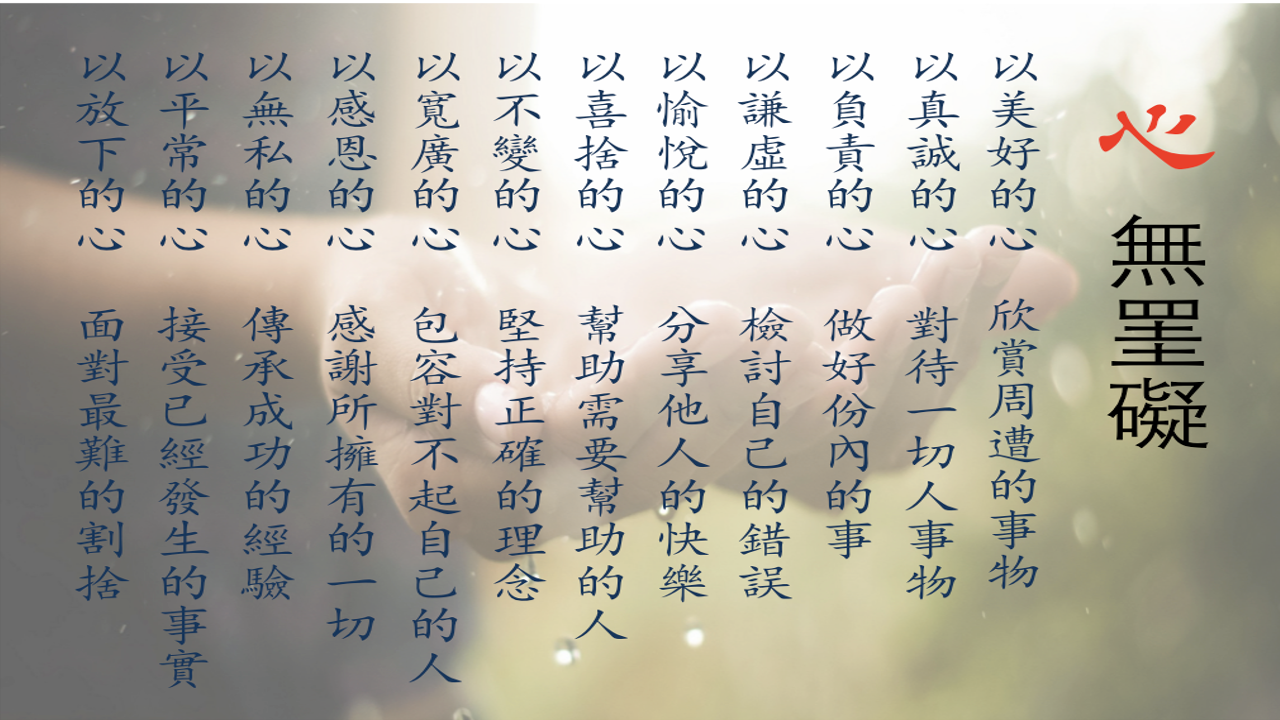 心無罣礙
以美好的心 欣賞周遭的事物
以真誠的心 對待一切人事物
以負責的心 做好份內的事
以謙虛的心 檢討自己的錯誤
以愉悅的心 分享他人的快樂
以喜捨的心 幫助需要幫助的人
以不變的心 堅持正確的理念
以寬廣的心 包容對不起自己的人
以感恩的心 感謝所擁有的一切
以無私的心 傳承成功的經驗
以平常的心 接受已經發生的事實
以放下的心 面對最難的割捨